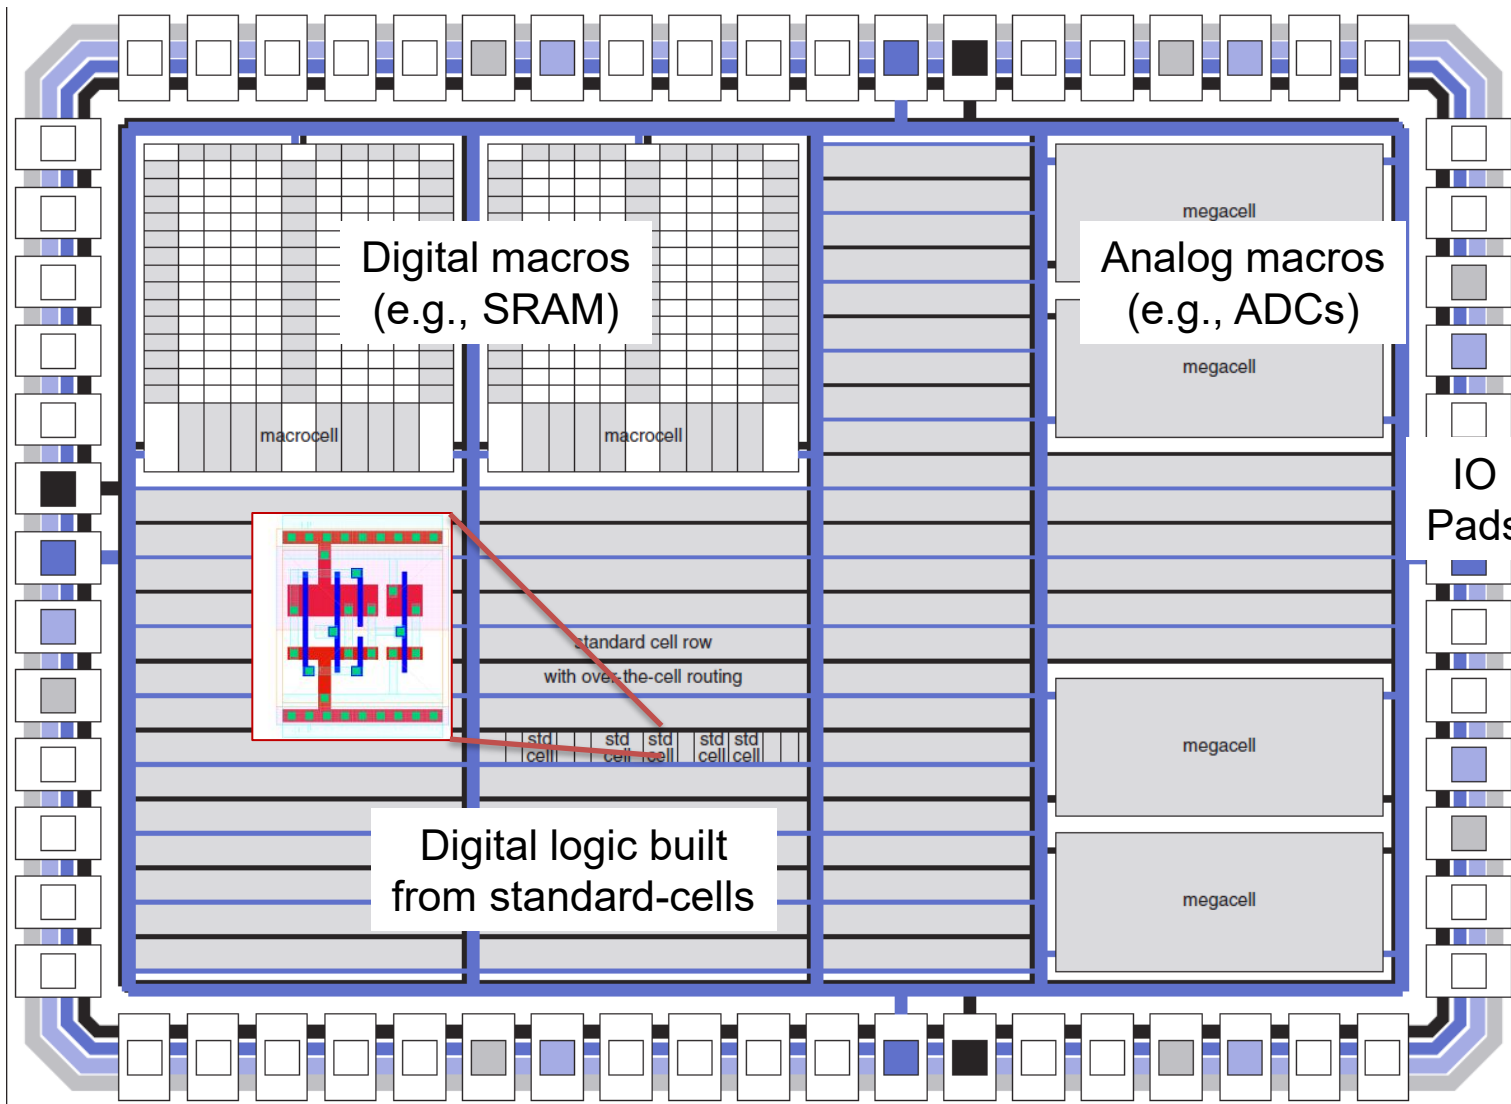 megacell
Digital macros
(e.g., SRAM)
Analog macros
(e.g., ADCs)
megacell
macrocell
macrocell
IO
Pads
standard cell row
with over-the-cell routing
std
cell
std
cell
std
cell
std
cell
std
cell
megacell
Digital logic built
from standard-cells
megacell